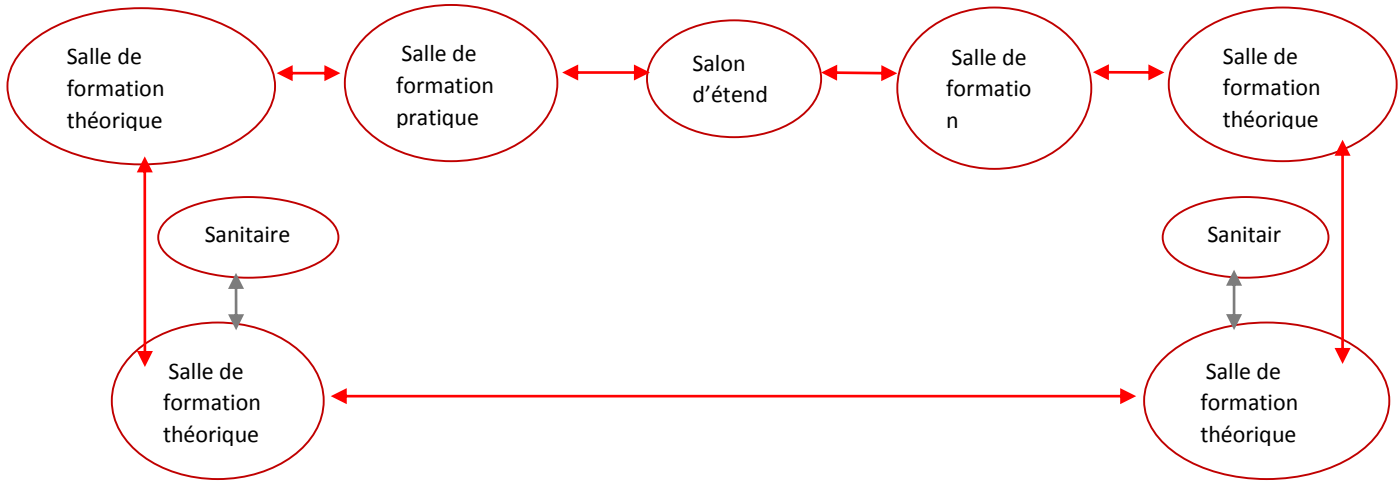 Salle de
formation
théorique
Salle de
formation
pratique
Salon
d'étend
Salle de
formatio
n
Salle de
formation
théorique
Sanitaire
Sanitair
Salle de
formation
théorique
Salle de
formation
théorique